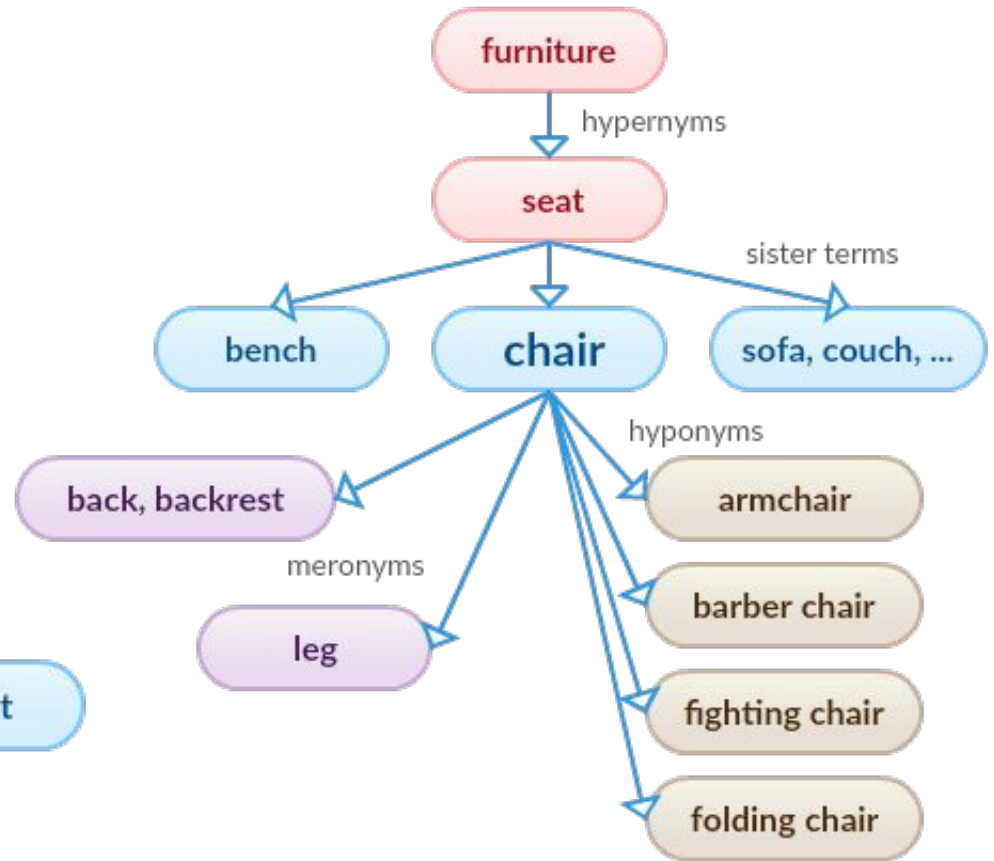 furniture
hypernyms
seat
sister terms
bench
chair
sofa, couch, ...
hyponyms
back, backrest
armchair
meronyms
barber chair
leg
t
fighting chair
folding chair